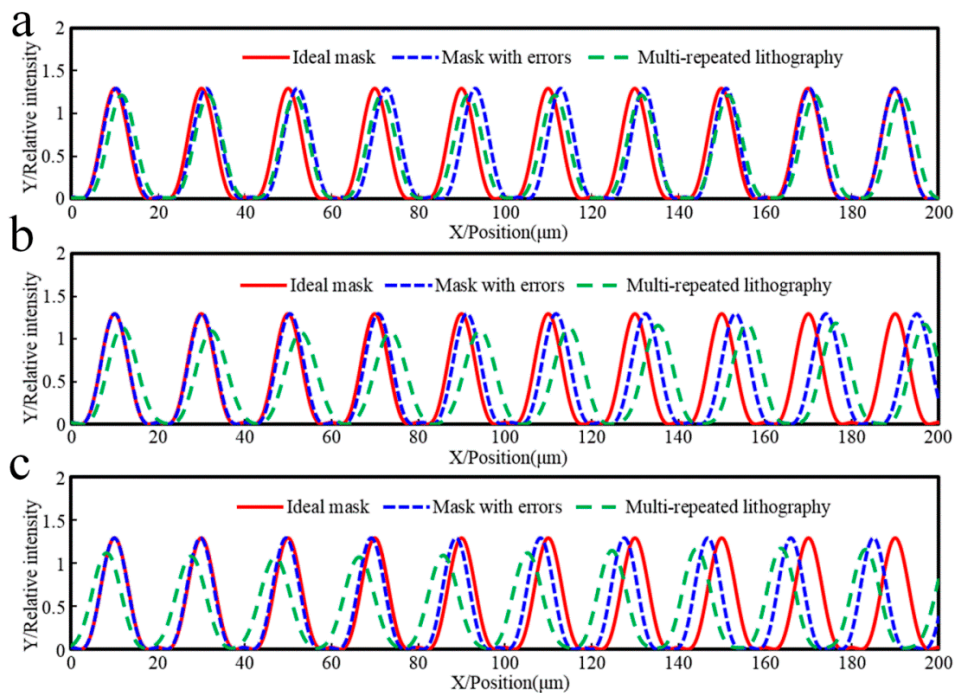 a
2
Ideal mask Mask with errors Multi-repeated lithography
1.5
1
0.5
0
Y/Relative intensity
0 20 40 60 80 100 120 140 160 180 200
X/Position(μm)
b
2
Ideal mask Mask with errors Multi-repeated lithography
1.5
1
0.5
0
Y/Relative intensity
0 20 40 60 80 100 120 140 160 180 200
X/Position(μm)
c
2
Ideal mask Mask with errors Multi-repeated lithography
1.5
1
0.5
0
Y/Relative intensity
0 20 40 60 80 100 120 140 160 180 200
X/Position(μm)